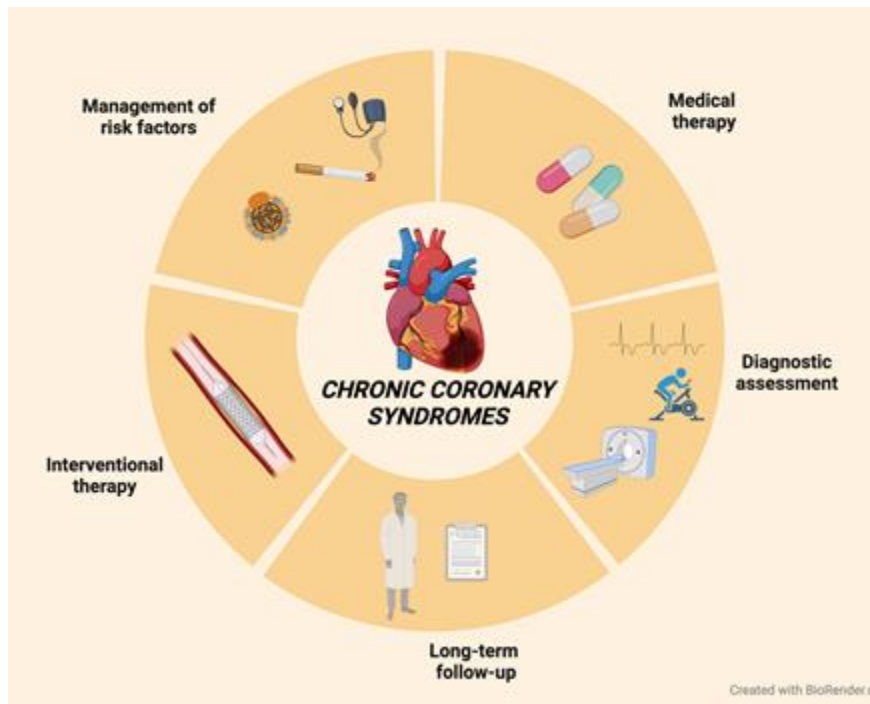 Management of
risk factors
Medical
therapy
CHRONIC CORONARY
SYNDROMES
Diagnostic
assessment
Interventional
therapy
Long-term
follow-up
Created with BioRender.